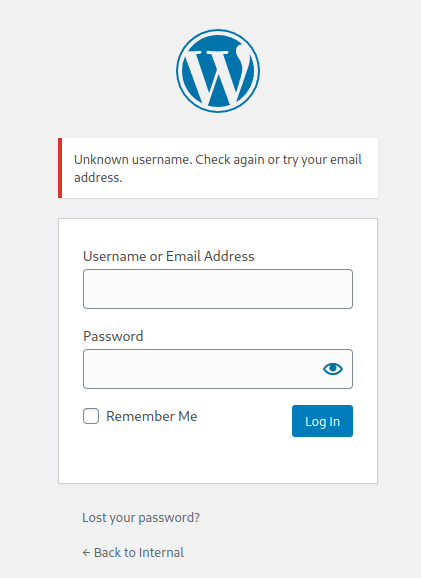 Unknown username. Check again or try your email
address.
Username or Email Address
Password
Remember Me
Log In
Lost your password?
← Back to Internal